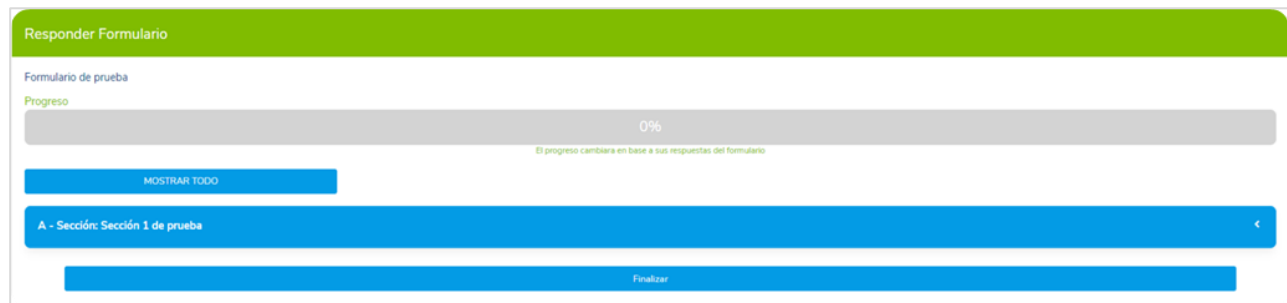 Responder Formulario
Formulario de prueba
Progreso
0%
El progreso cambiara en base a sus respuestas del formulario
MOSTRAR TODO
A - Sección: Sección 1 de prueba
Finalizar